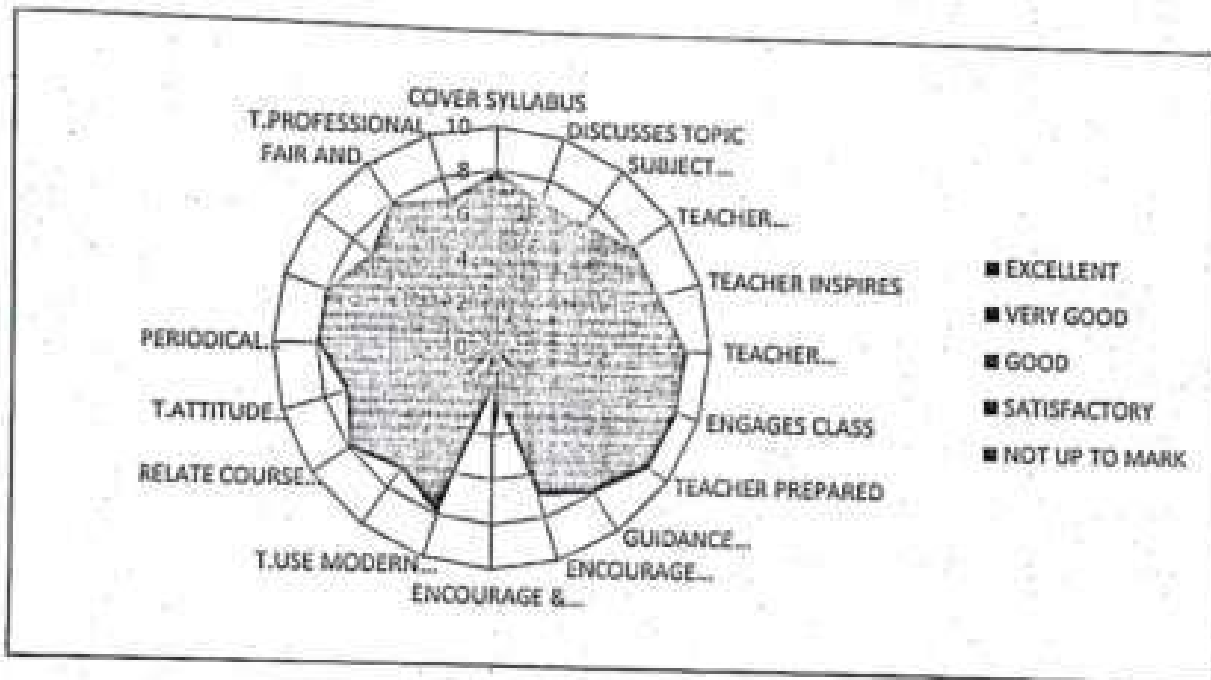 COVER SYLLABUS
DISCUSSES TOPIC
SUBJECT...
TEACHER...
TEACHER INSPIRES
TEACHER...
ENGAGES CLASS
TEACHER PREPARED
GUIDANCE...
ENCOURAGE...
ENCOURAGE &...
T.USE MODERN...
RELATE COURSE...
T.ATTITUDE...
PERIODICAL...
FAIR AND
T.PROFESSIONAL
10
8
6
4
2
0
EXCELLENT
VERY GOOD
GOOD
SATISFACTORY
NOT UP TO MARK